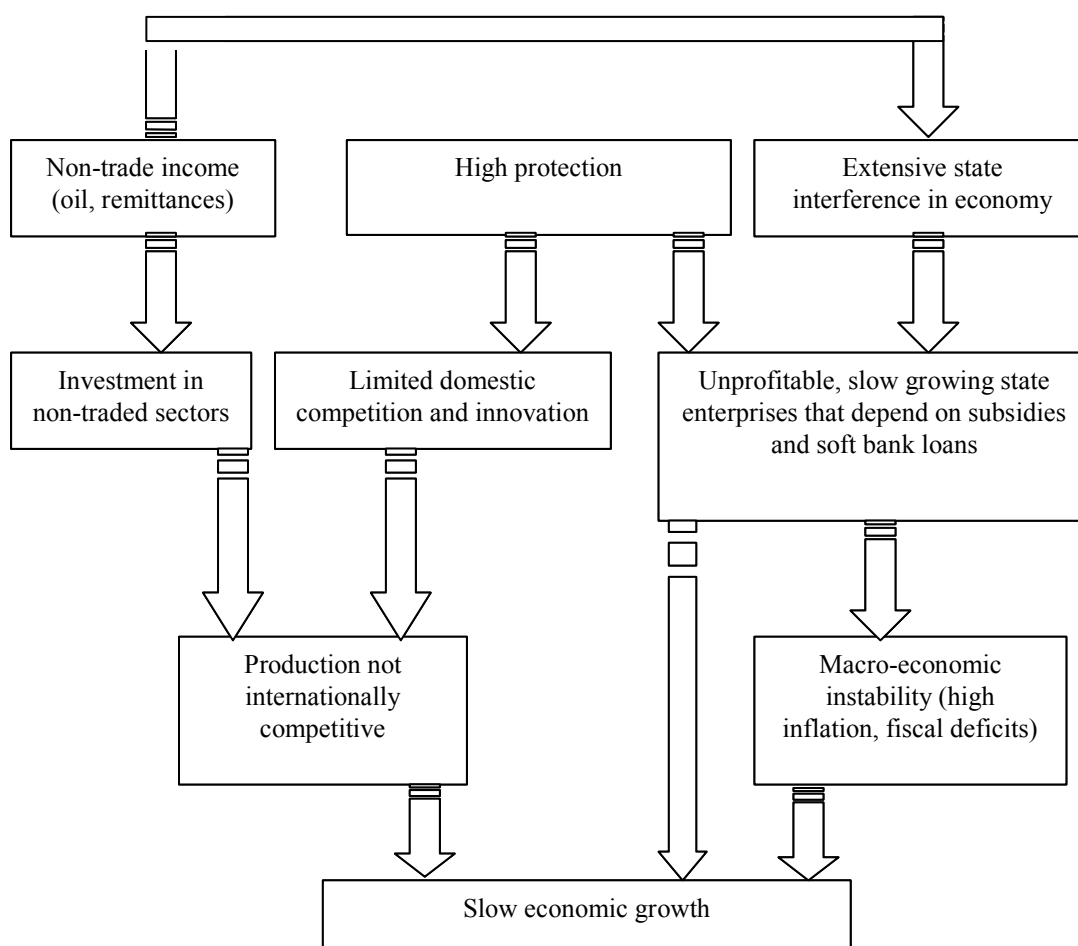 Non-trade income
(oil, remittances)
High protection
Extensive state
interference in economy
Investment in
non-traded sectors
Limited domestic
competition and innovation
Unprofitable, slow growing state
enterprises that depend on subsidies
and soft bank loans
Production not
internationally
competitive
Macro-economic
instability (high
inflation, fiscal deficits)
Slow economic growth